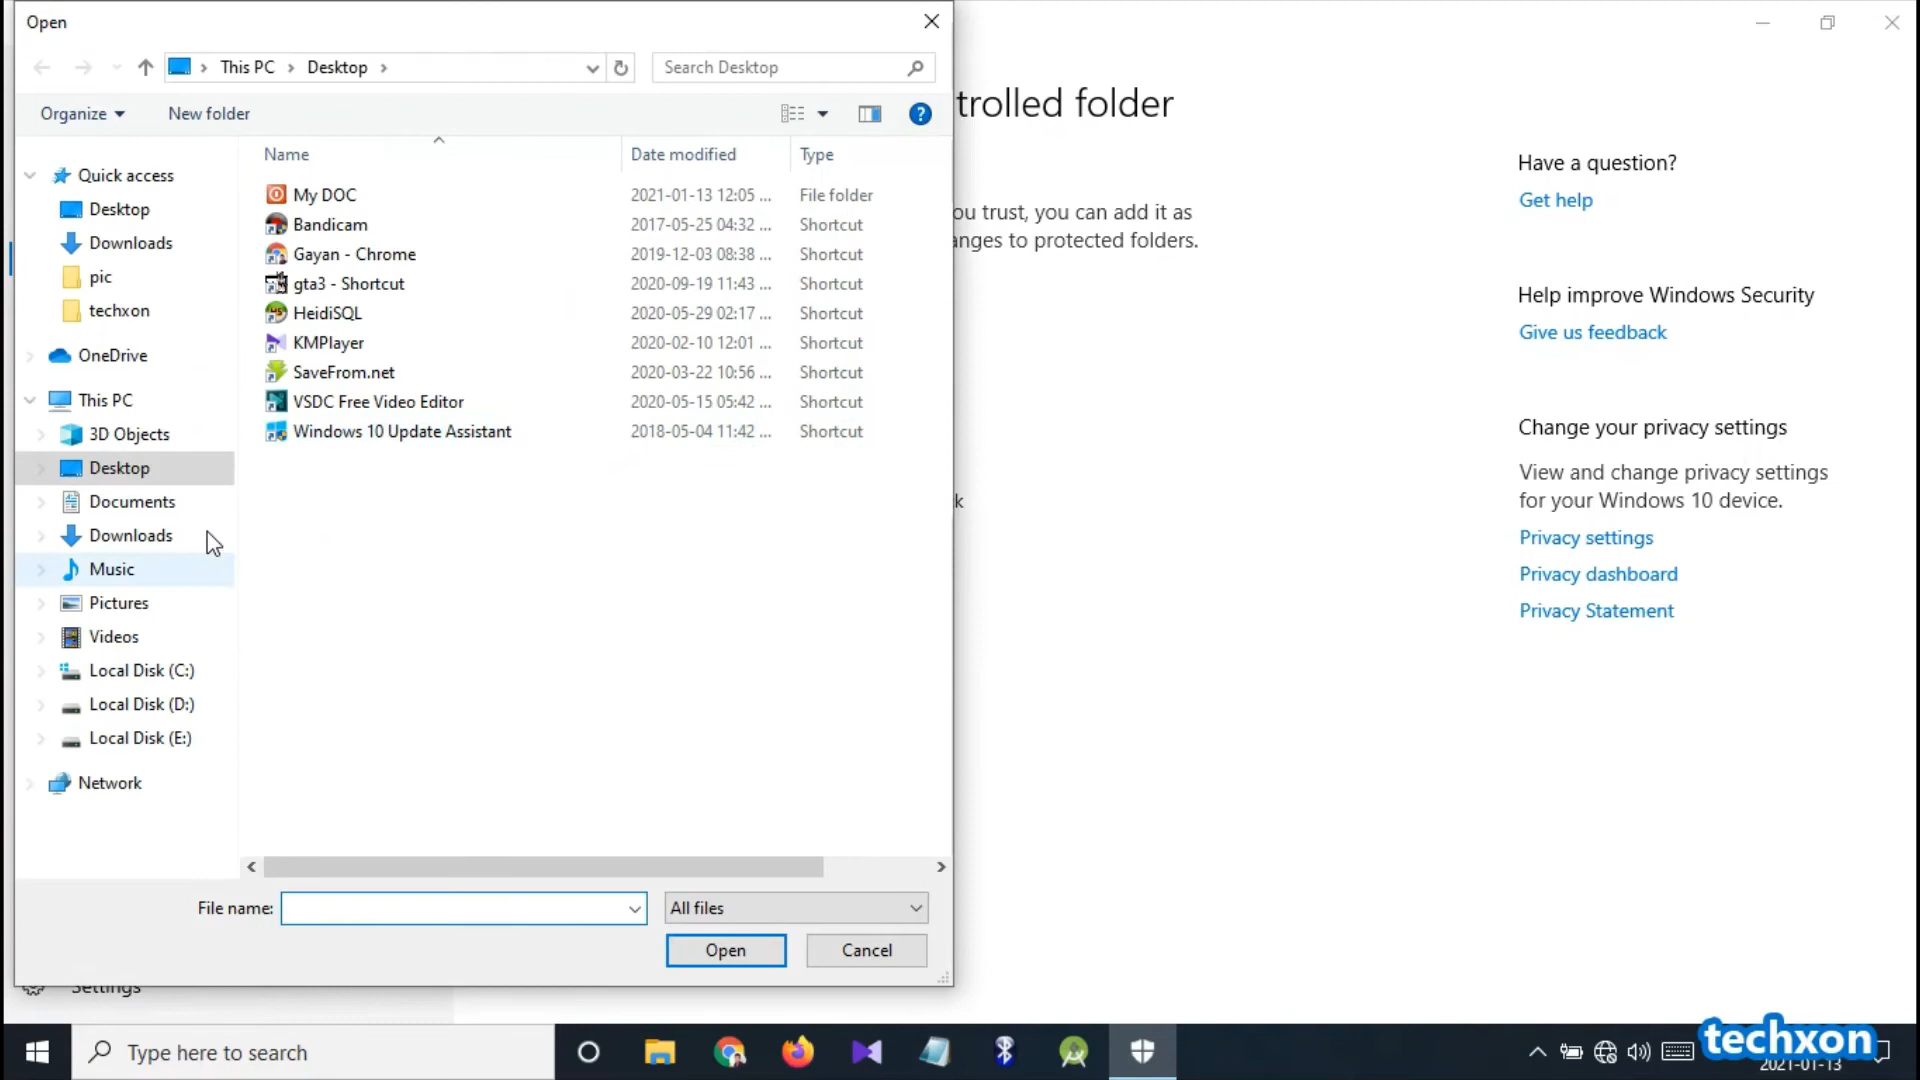 Open
This PC > Desktop >
Search Desktop
Organize
New folder
Name
Date modified
Type
My DOC 2021-01-13 12:05 ... File folder
Bandicam 2017-05-25 04:32 ... Shortcut
Gayan - Chrome 2019-12-03 08:38 ... Shortcut
gta3 - Shortcut 2020-09-19 11:43 ... Shortcut
HeidiSQL 2020-05-29 02:17 ... Shortcut
KMPlayer 2020-02-10 12:01 ... Shortcut
SaveFrom.net 2020-03-22 10:56 ... Shortcut
VSDC Free Video Editor 2020-05-15 05:42 ... Shortcut
Windows 10 Update Assistant 2018-05-04 11:42 ... Shortcut
Quick access
Desktop
Downloads
pic
techxon
OneDrive
This PC
3D Objects
Desktop
Documents
Downloads
Music
Pictures
Videos
Local Disk (C:)
Local Disk (D:)
Local Disk (E:)
Network
File name:
All files
Open
Cancel
Settings
trolled folder
ou trust, you can add it as
anges to protected folders.
k
Have a question?
Get help
Help improve Windows Security
Give us feedback
Change your privacy settings
View and change privacy settings
for your Windows 10 device.
Privacy settings
Privacy dashboard
Privacy Statement
Type here to search
techxon
2021-01-13